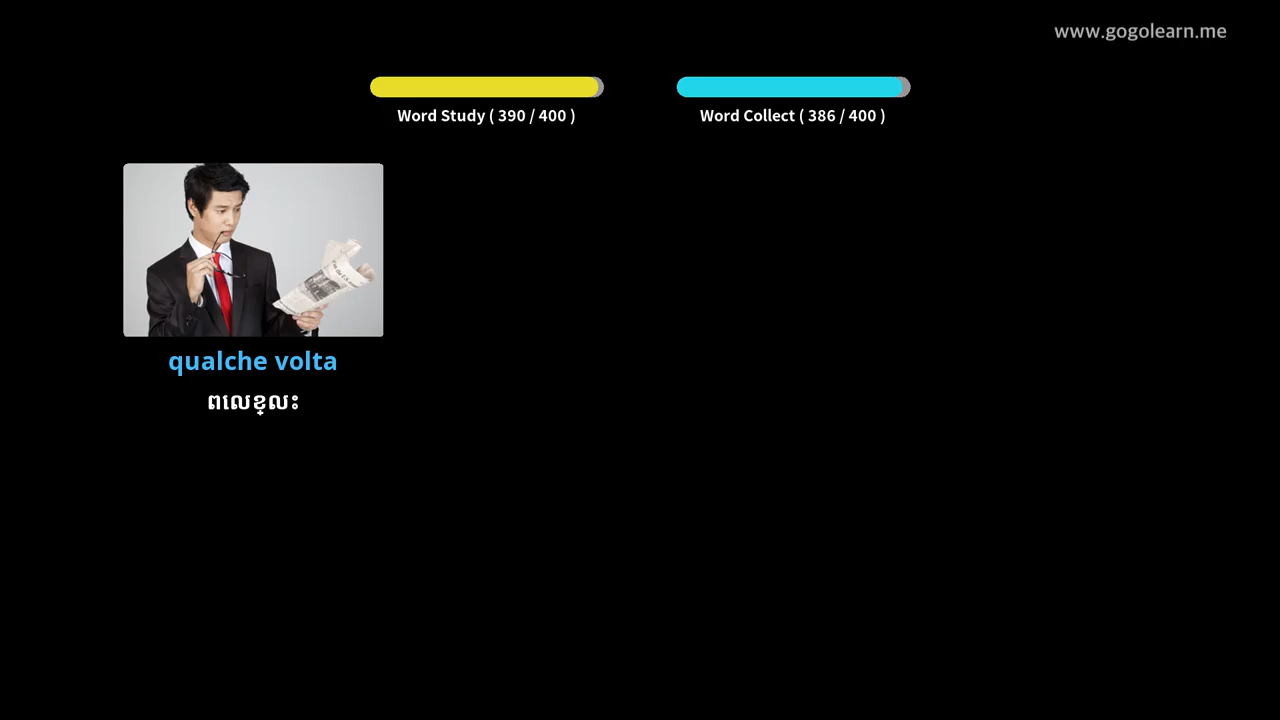 www.gogolearn.me
Word Study ( 390 / 400 )
Word Collect ( 386 / 400 )
qualche volta
ពលេខ្លះ